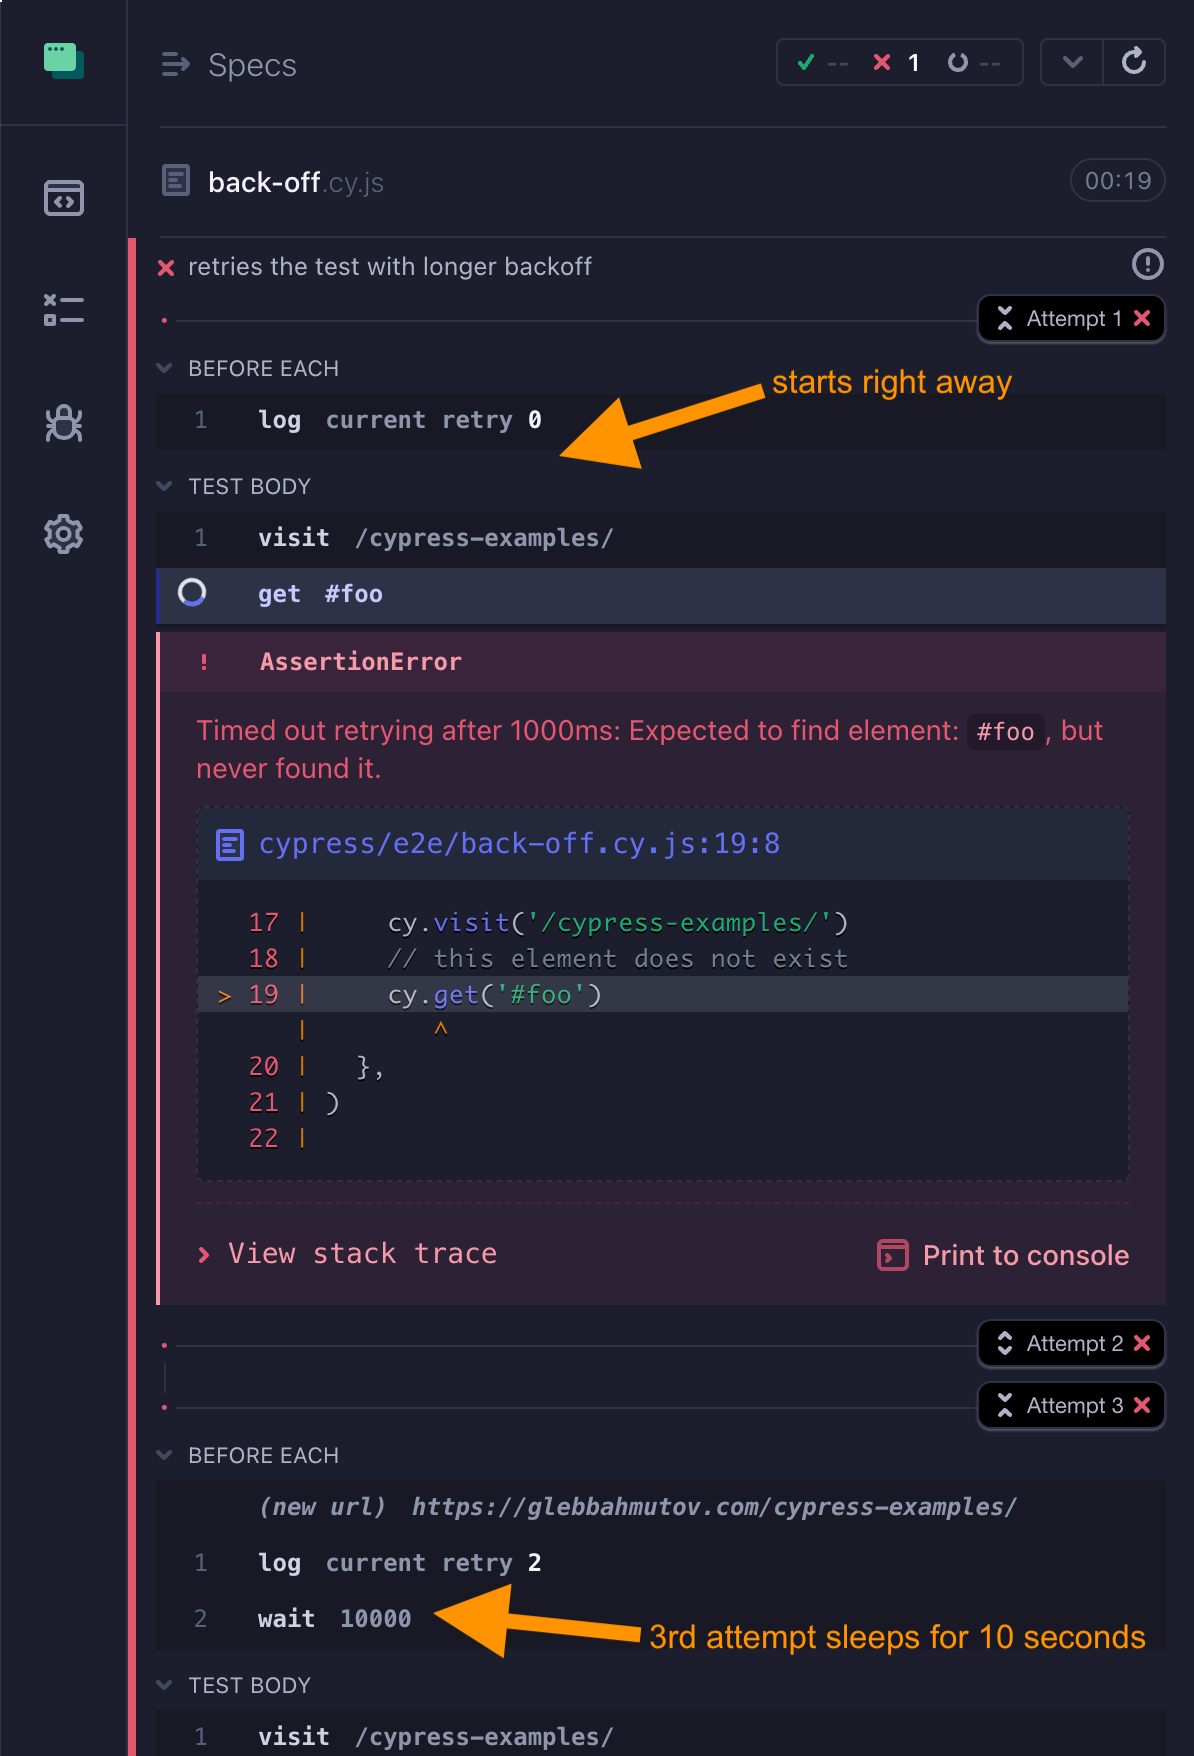 Specs
-- 1 --
back-off.cy.js 00:19
retries the test with longer backoff
Attempt 1
BEFORE EACH
starts right away
1 log current retry 0
TEST BODY
1 visit /cypress-examples/
get #foo
! AssertionError
Timed out retrying after 1000ms: Expected to find element: #foo, but
never found it.
cypress/e2e/back-off.cy.js:19:8
17 | cy.visit('/cypress-examples/')
18 | // this element does not exist
> 19 | cy.get('#foo')
| ^
20 | },
21 | )
22 |
View stack trace Print to console
Attempt 2
Attempt 3
BEFORE EACH
(new url) https://glebbahmutov.com/cypress-examples/
1 log current retry 2
2 wait 10000
3rd attempt sleeps for 10 seconds
TEST BODY
1 visit /cypress-examples/